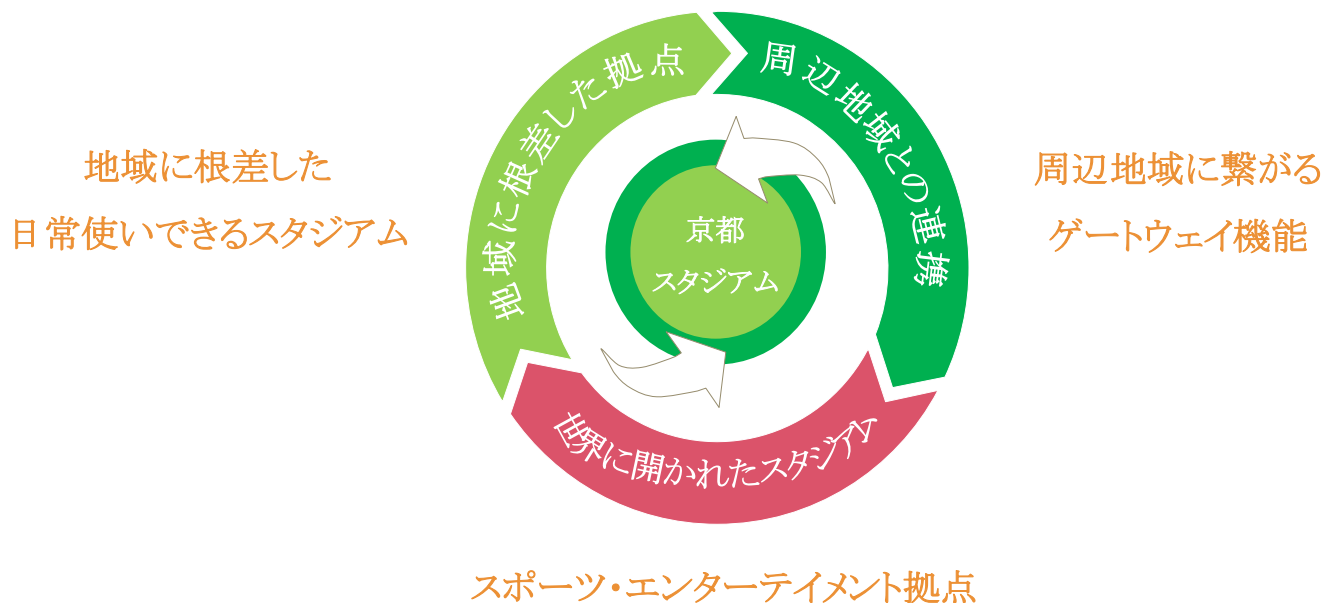 地域に根差した拠点
周辺地域との連携
地域に根差した
日常使いできるスタジアム
周辺地域に繋がる
ゲートウェイ機能
京都
スタジアム
世界に開かれたスタジアム
スポーツ・エンターテイメント拠点